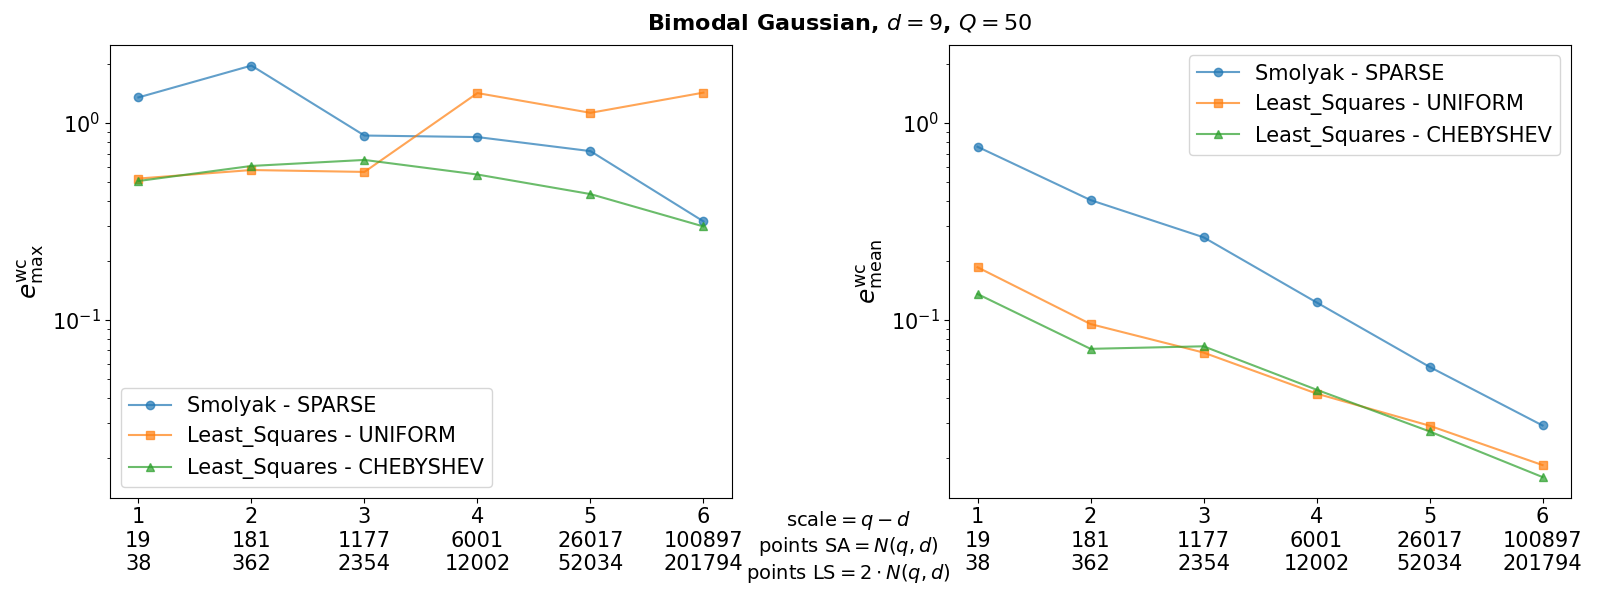 Bimodal Gaussian, d = 9, Q = 50
e^wc_max
10^0
10^-1
Smolyak - SPARSE
Least_Squares - UNIFORM
Least_Squares - CHEBYSHEV
1 2 3 4 5 6
19 181 1177 6001 26017 100897
38 362 2354 12002 52034 201794
scale = q − d
points SA = N(q, d)
points LS = 2 · N(q, d)
e^wc_mean
10^0
10^-1
Smolyak - SPARSE
Least_Squares - UNIFORM
Least_Squares - CHEBYSHEV
1 2 3 4 5 6
19 181 1177 6001 26017 100897
38 362 2354 12002 52034 201794